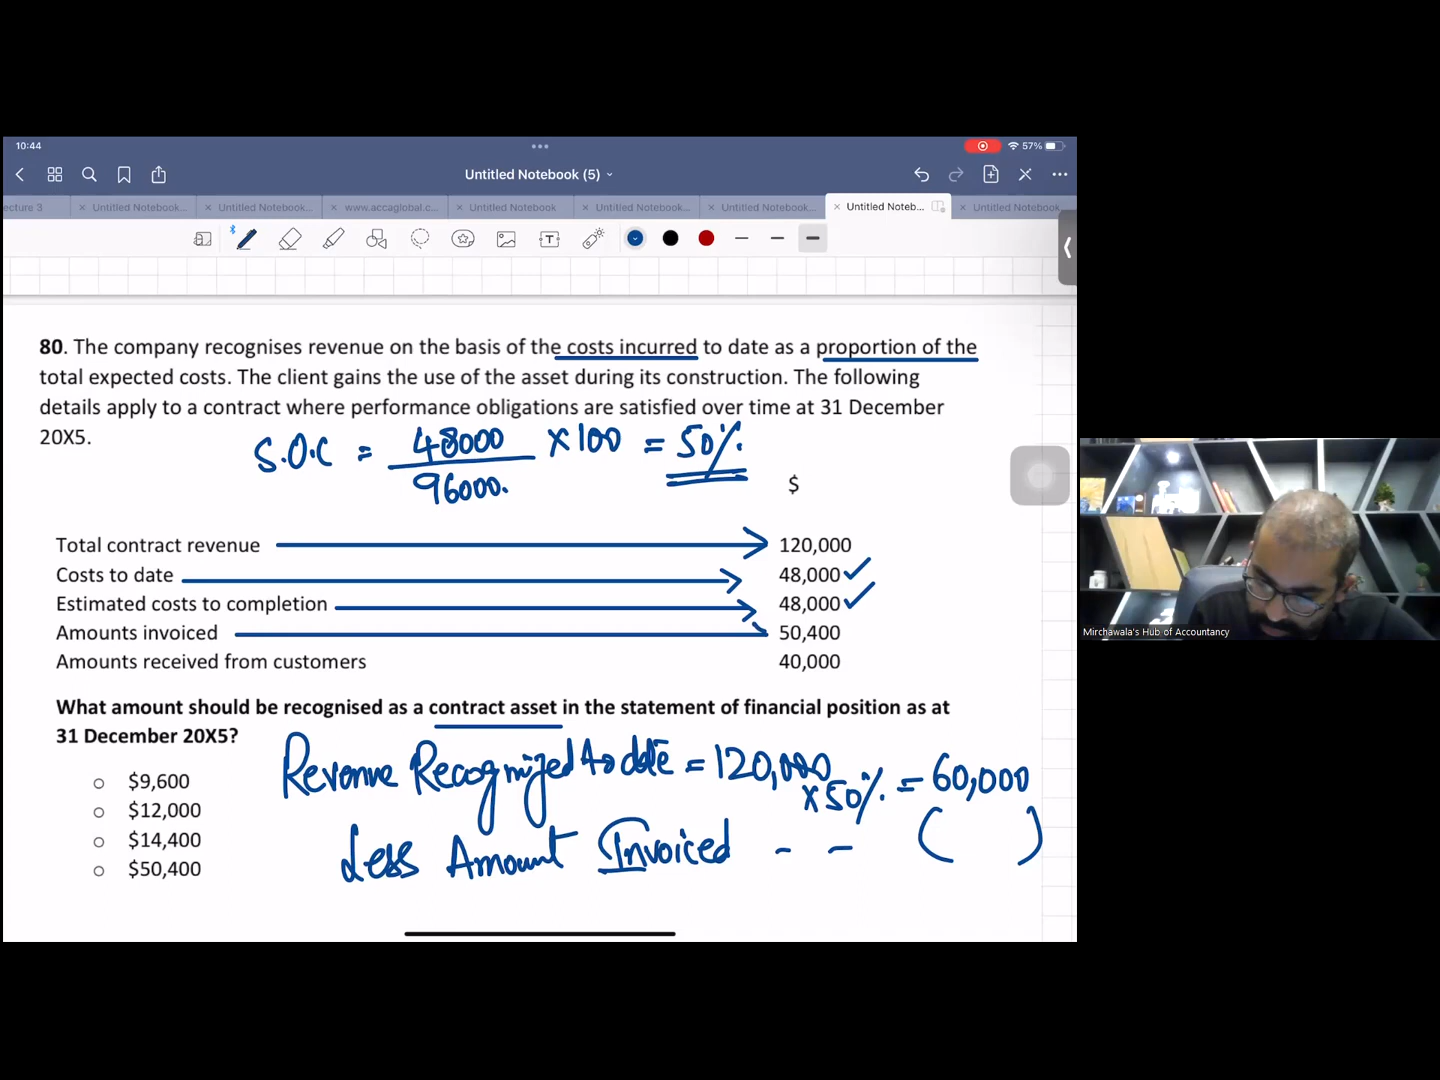 10:44
57%
Untitled Notebook (5)
ecture 3
Untitled Notebook...
Untitled Notebook...
www.accaglobal.c...
Untitled Notebook
Untitled Notebook...
Untitled Notebook...
Untitled Noteb...
Untitled Notebook
80. The company recognises revenue on the basis of the costs incurred to date as a proportion of the
total expected costs. The client gains the use of the asset during its construction. The following
details apply to a contract where performance obligations are satisfied over time at 31 December
20X5.
S.O.C = 48000 × 100 = 50%
96000.
$
Total contract revenue 120,000
Costs to date 48,000
Estimated costs to completion 48,000
Amounts invoiced 50,400
Amounts received from customers 40,000
What amount should be recognised as a contract asset in the statement of financial position as at
31 December 20X5?
Revenue Recognized to date = 120,000 × 50% = 60,000
Less Amount Invoiced - - ( )
$9,600
$12,000
$14,400
$50,400
Mirchawala's Hub of Accountancy